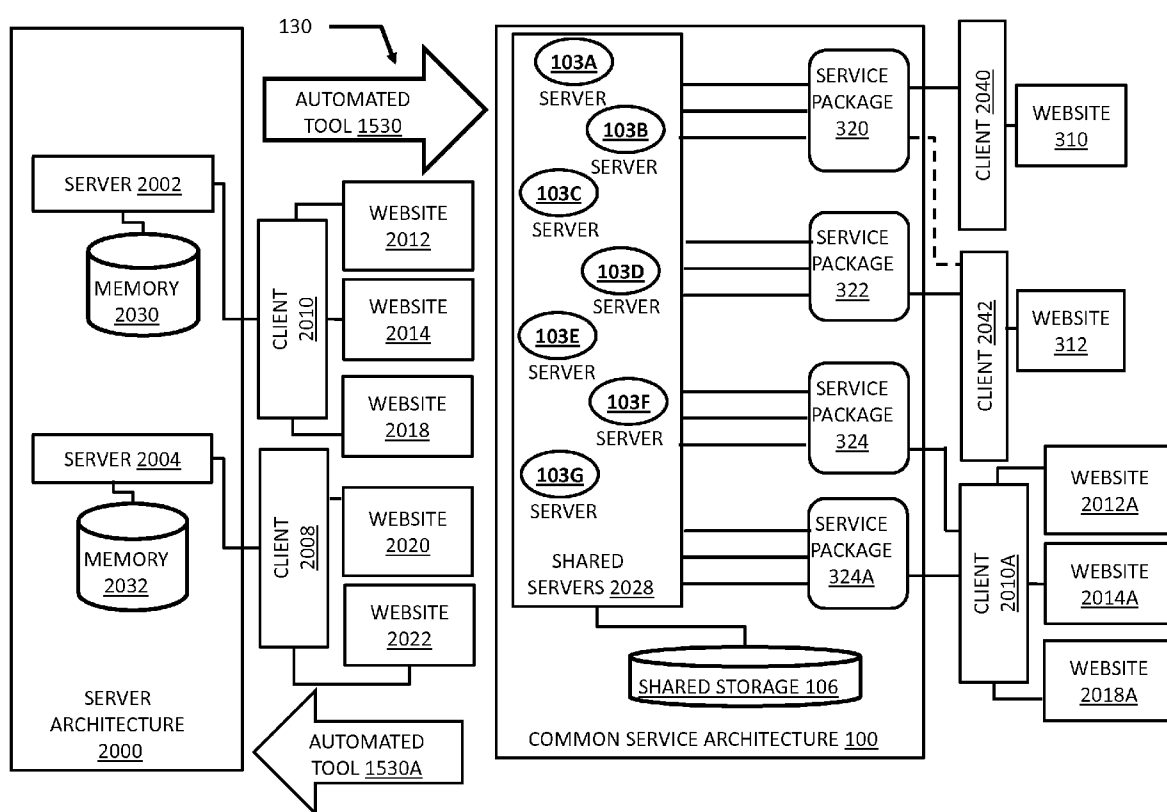 130
AUTOMATED
TOOL 1530
SERVER 2002
MEMORY
2030
CLIENT
2010
WEBSITE
2012
WEBSITE
2014
WEBSITE
2018
SERVER 2004
MEMORY
2032
CLIENT
2008
WEBSITE
2020
WEBSITE
2022
SERVER
ARCHITECTURE
2000
AUTOMATED
TOOL 1530A
103A
SERVER
103B
SERVER
103C
SERVER
103D
SERVER
103E
SERVER
103F
SERVER
103G
SERVER
SHARED
SERVERS 2028
SHARED STORAGE 106
COMMON SERVICE ARCHITECTURE 100
SERVICE
PACKAGE
320
SERVICE
PACKAGE
322
SERVICE
PACKAGE
324
SERVICE
PACKAGE
324A
CLIENT 2040
WEBSITE
310
CLIENT 2042
WEBSITE
312
CLIENT
2010A
WEBSITE
2012A
WEBSITE
2014A
WEBSITE
2018A